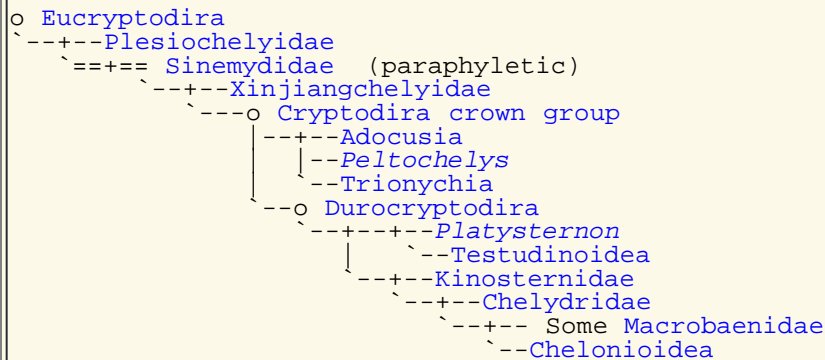 o Eucryptodira
`--+--Plesiochelyidae
`==+== Sinemydidae (paraphyletic)
`--+--Xinjiangchelyidae
`---o Cryptodira crown group
|--+--Adocusia
| |--Peltochelys
| `--Trionychia
`--o Durocryptodira
`--+--+--Platysternon
| `--Testudinoidea
`--+--Kinosternidae
`--+--Chelydridae
`--+-- Some Macrobaenidae
`--Chelonioidea